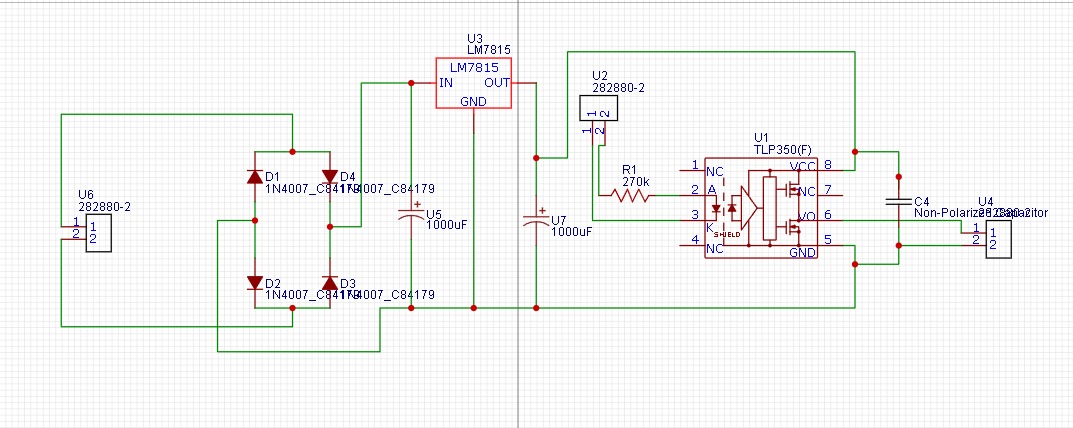 U3
LM7815
LM7815
IN
OUT
GND
U2
282880-2
1
2
1
2
U1
TLP350(F)
R1
270k
1
NC
VCC
8
2
A
NC
7
3
K
VO
6
4
NC
GND
5
SHIELD
D1
1N4007_C84179
D4
1N4007_C84179
U6
282880-2
1
1
2
2
U5
1000uF
U7
1000uF
C4
Non-Polarized Capacitor
U4
282880-2
1
1
2
2
D2
1N4007_C84179
D3
1N4007_C84179